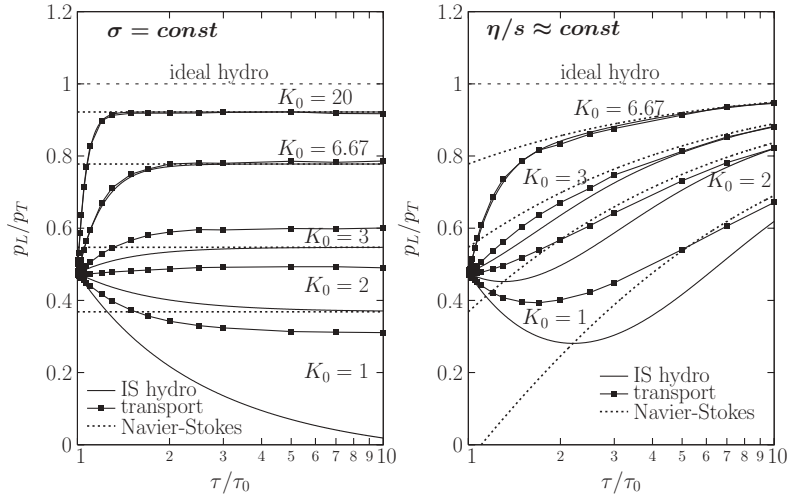 σ = const
ideal hydro
K₀ = 20
K₀ = 6.67
K₀ = 3
K₀ = 2
K₀ = 1
IS hydro
transport
Navier-Stokes
p_L/p_T
0
0.2
0.4
0.6
0.8
1
1.2
1
2
3
4
5
6
7
8
9
10
τ/τ₀
η/s ≈ const
ideal hydro
K₀ = 6.67
K₀ = 3
K₀ = 2
K₀ = 1
IS hydro
transport
Navier-Stokes
p_L/p_T
0
0.2
0.4
0.6
0.8
1
1.2
1
2
3
4
5
6
7
8
9
10
τ/τ₀